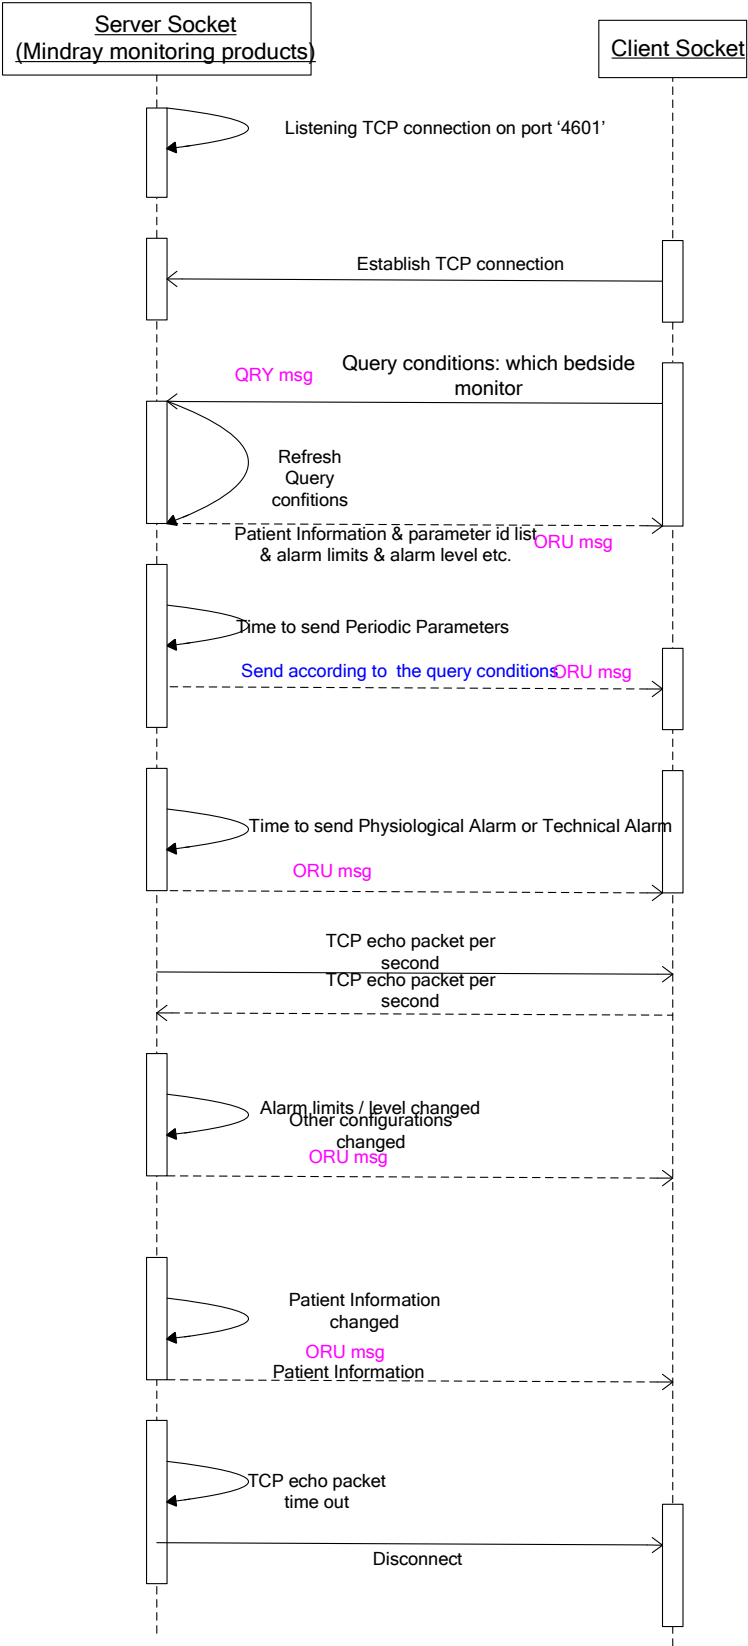 Server Socket
(Mindray monitoring products)
Client Socket
Listening TCP connection on port ‘4601’
Establish TCP connection
Query conditions: which bedside
monitor
QRY msg
Refresh
Query
confitions
Patient Information & parameter id list
& alarm limits & alarm level etc.
ORU msg
Time to send Periodic Parameters
Send according to the query conditions
ORU msg
Time to send Physiological Alarm or Technical Alarm
ORU msg
TCP echo packet per
second
TCP echo packet per
second
Alarm limits / level changed
Other configurations
changed
ORU msg
Patient Information
changed
ORU msg
Patient Information
TCP echo packet
time out
Disconnect